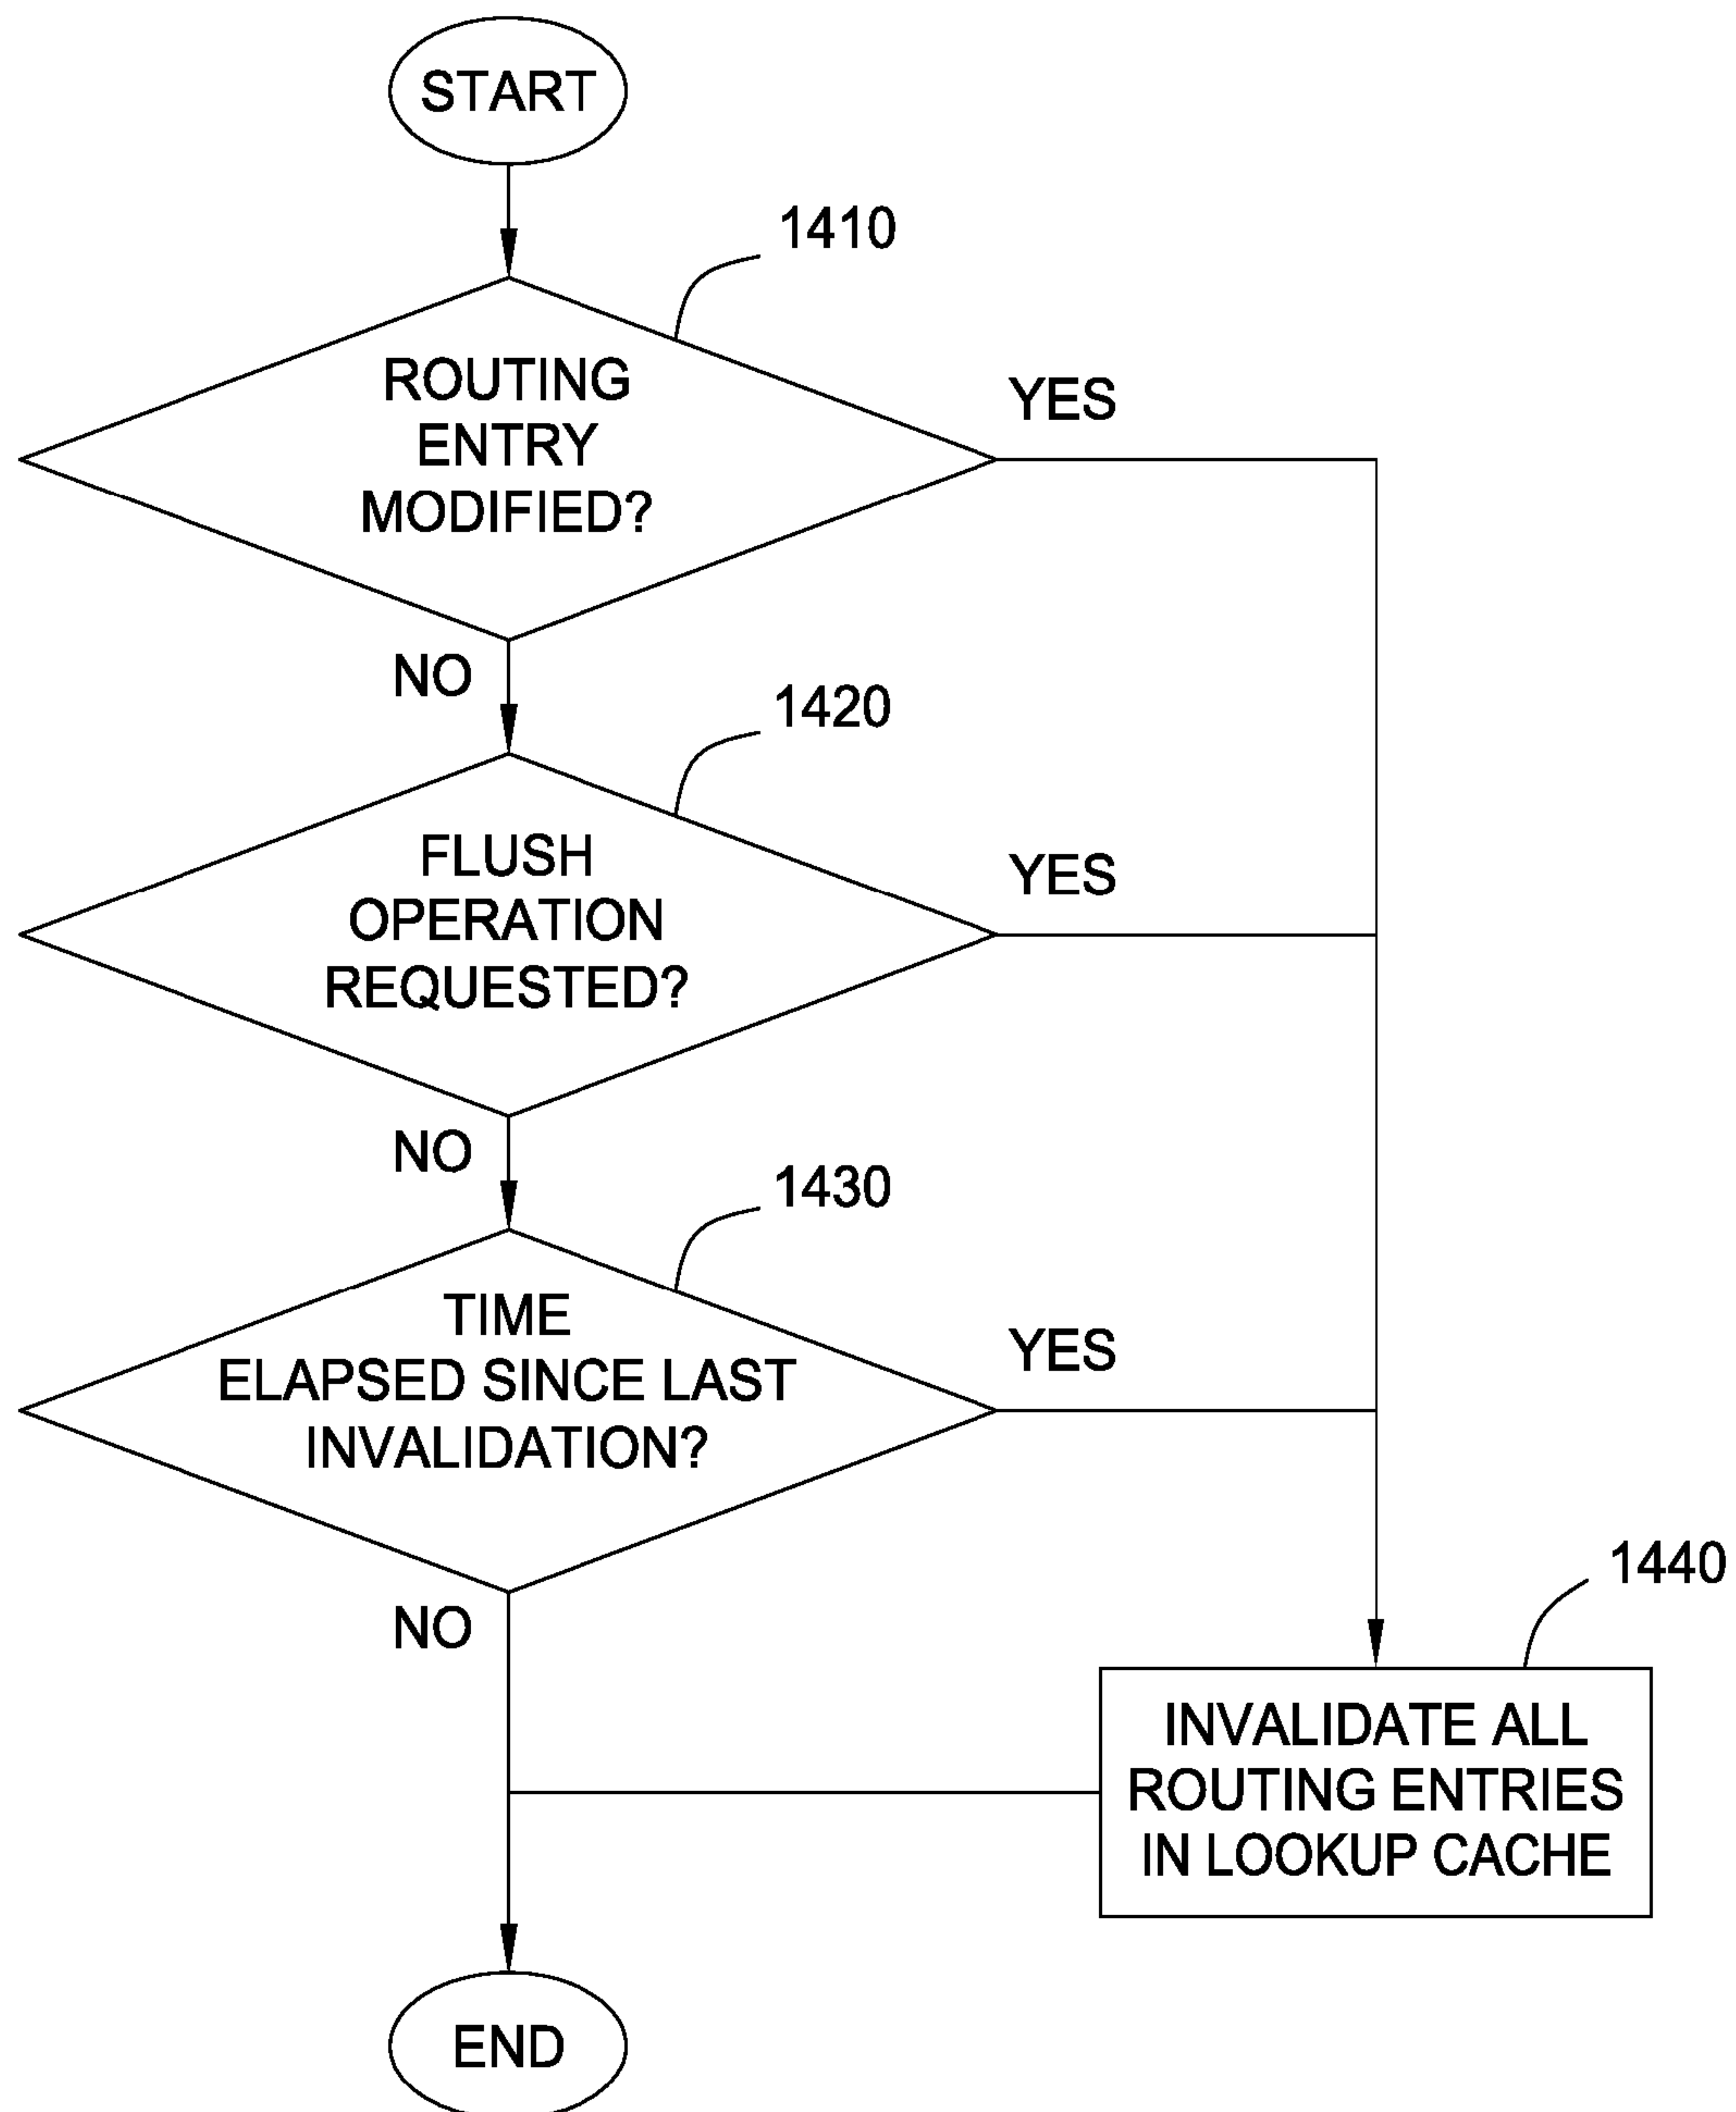 START
1410
ROUTING
ENTRY
MODIFIED?
YES
NO
1420
FLUSH
OPERATION
REQUESTED?
YES
NO
1430
TIME
ELAPSED SINCE LAST
INVALIDATION?
YES
NO
1440
INVALIDATE ALL
ROUTING ENTRIES
IN LOOKUP CACHE
END